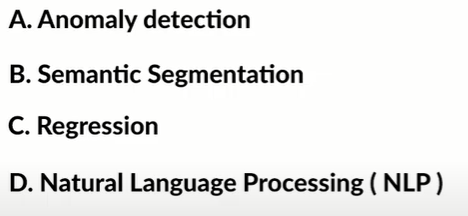 A. Anomaly detection
B. Semantic Segmentation
C. Regression
D. Natural Language Processing ( NLP )